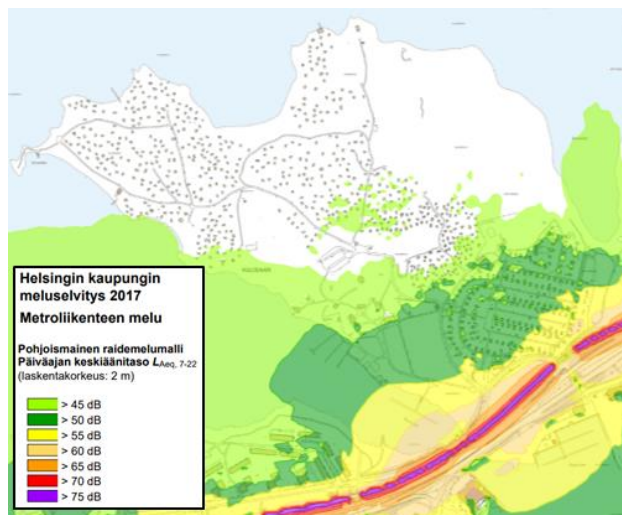 Helsingin kaupungin
meluselvitys 2017
Metroliikenteen melu
Pohjoismainen raidemelumalli
Päiväajan keskiäänitaso LAeq, 7-22
(laskentakorkeus: 2 m)
> 45 dB
> 50 dB
> 55 dB
> 60 dB
> 65 dB
> 70 dB
> 75 dB